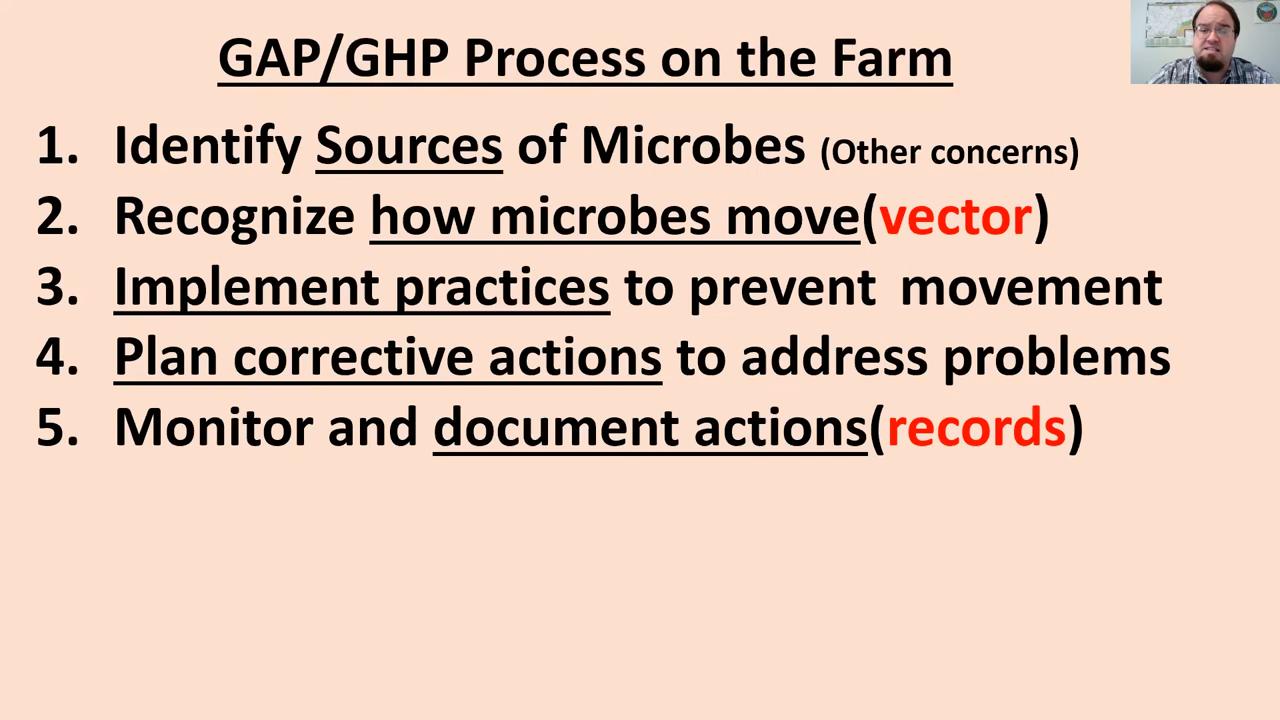 GAP/GHP Process on the Farm
1. Identify Sources of Microbes (Other concerns)
2. Recognize how microbes move(vector)
3. Implement practices to prevent movement
4. Plan corrective actions to address problems
5. Monitor and document actions(records)